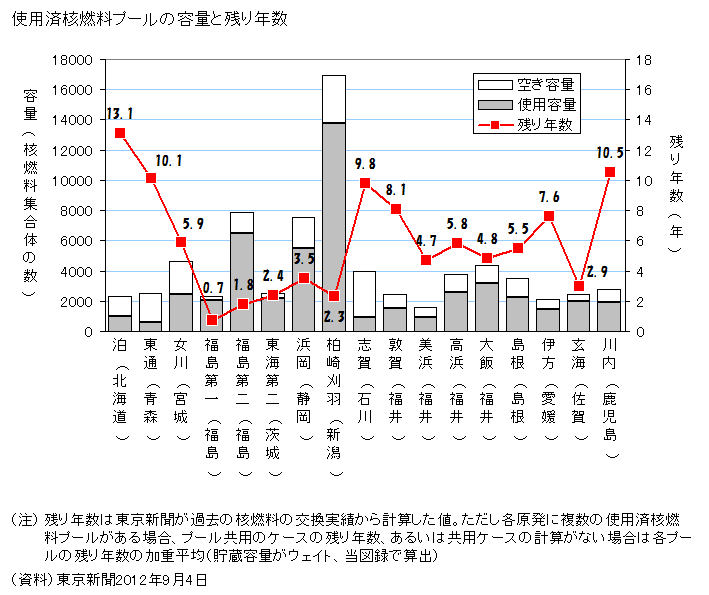 使用済核燃料プールの容量と残り年数
容量（核燃料集合体の数）
残り年数（年）
18000
16000
14000
12000
10000
8000
6000
4000
2000
0
18
16
14
12
10
8
6
4
2
0
空き容量
使用容量
残り年数
13.1
10.1
5.9
0.7
1.8
2.4
3.5
2.3
9.8
8.1
4.7
5.8
4.8
5.5
7.6
2.9
10.5
泊（北海道）
東通（青森）
女川（宮城）
福島第一（福島）
福島第二（福島）
東海第二（茨城）
浜岡（静岡）
柏崎刈羽（新潟）
志賀（石川）
敦賀（福井）
美浜（福井）
高浜（福井）
大飯（福井）
島根（島根）
伊方（愛媛）
玄海（佐賀）
川内（鹿児島）
（注） 残り年数は東京新聞が過去の核燃料の交換実績から計算した値。ただし各原発に複数の使用済核燃
料プールがある場合、プール共用のケースの残り年数、あるいは共用ケースの計算がない場合は各プー
ルの残り年数の加重平均（貯蔵容量がウェイト、当図録で算出）
（資料）東京新聞2012年9月4日